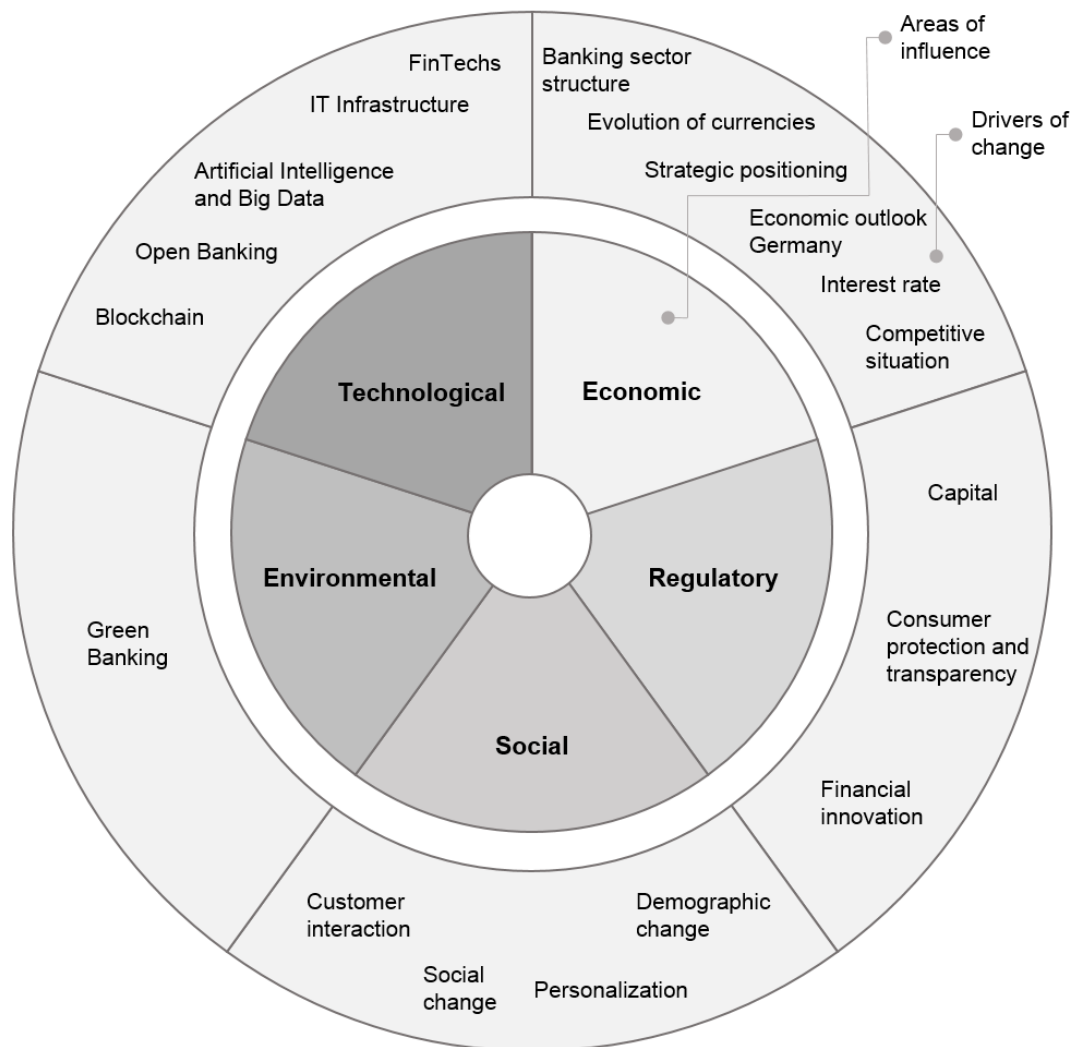 Areas of
influence
Drivers of
change
FinTechs
IT Infrastructure
Artificial Intelligence
and Big Data
Open Banking
Blockchain
Banking sector
structure
Evolution of currencies
Strategic positioning
Economic outlook
Germany
Interest rate
Competitive
situation
Technological
Economic
Environmental
Regulatory
Social
Capital
Consumer
protection and
transparency
Financial
innovation
Green
Banking
Customer
interaction
Social
change
Personalization
Demographic
change